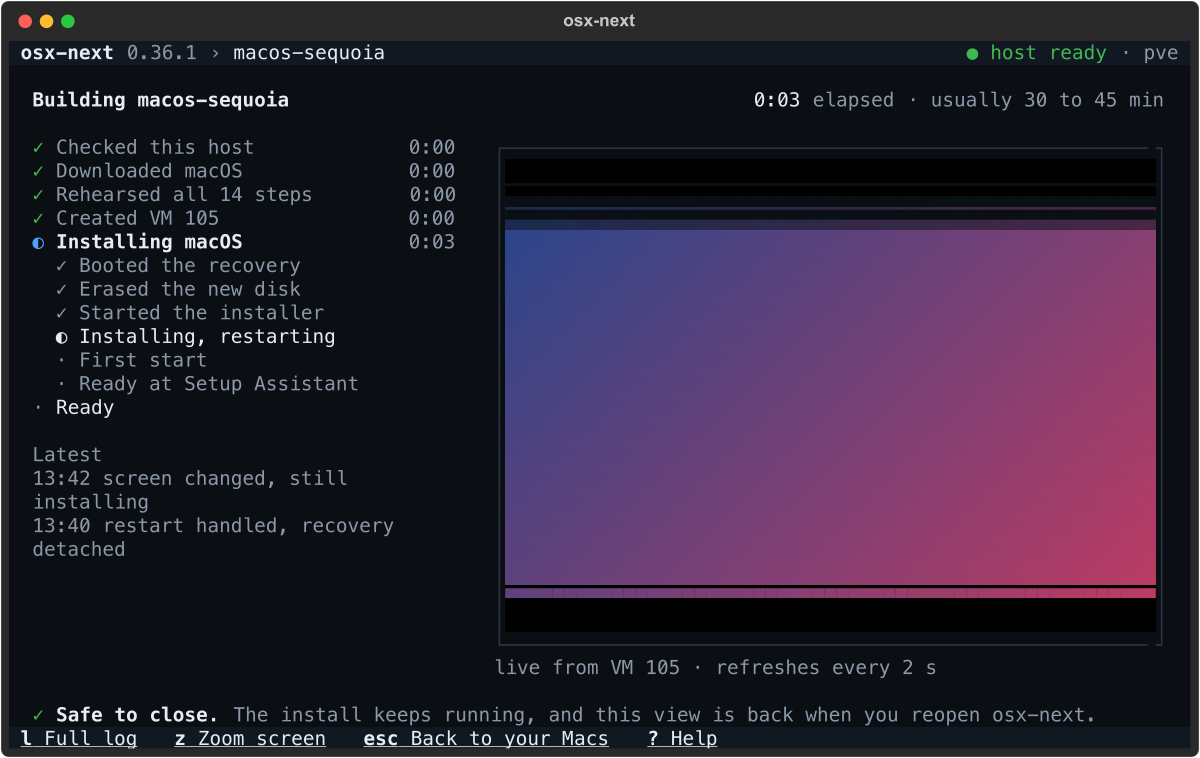 osx-next
osx-next 0.36.1 › macos-sequoia ● host ready · pve
Building macos-sequoia 0:03 elapsed · usually 30 to 45 min
✓ Checked this host 0:00
✓ Downloaded macOS 0:00
✓ Rehearsed all 14 steps 0:00
✓ Created VM 105 0:00
◐ Installing macOS 0:03
✓ Booted the recovery
✓ Erased the new disk
✓ Started the installer
◐ Installing, restarting
· First start
· Ready at Setup Assistant
· Ready
Latest
13:42 screen changed, still
installing
13:40 restart handled, recovery
detached
live from VM 105 · refreshes every 2 s
✓ Safe to close. The install keeps running, and this view is back when you reopen osx-next.
l Full log z Zoom screen esc Back to your Macs ? Help